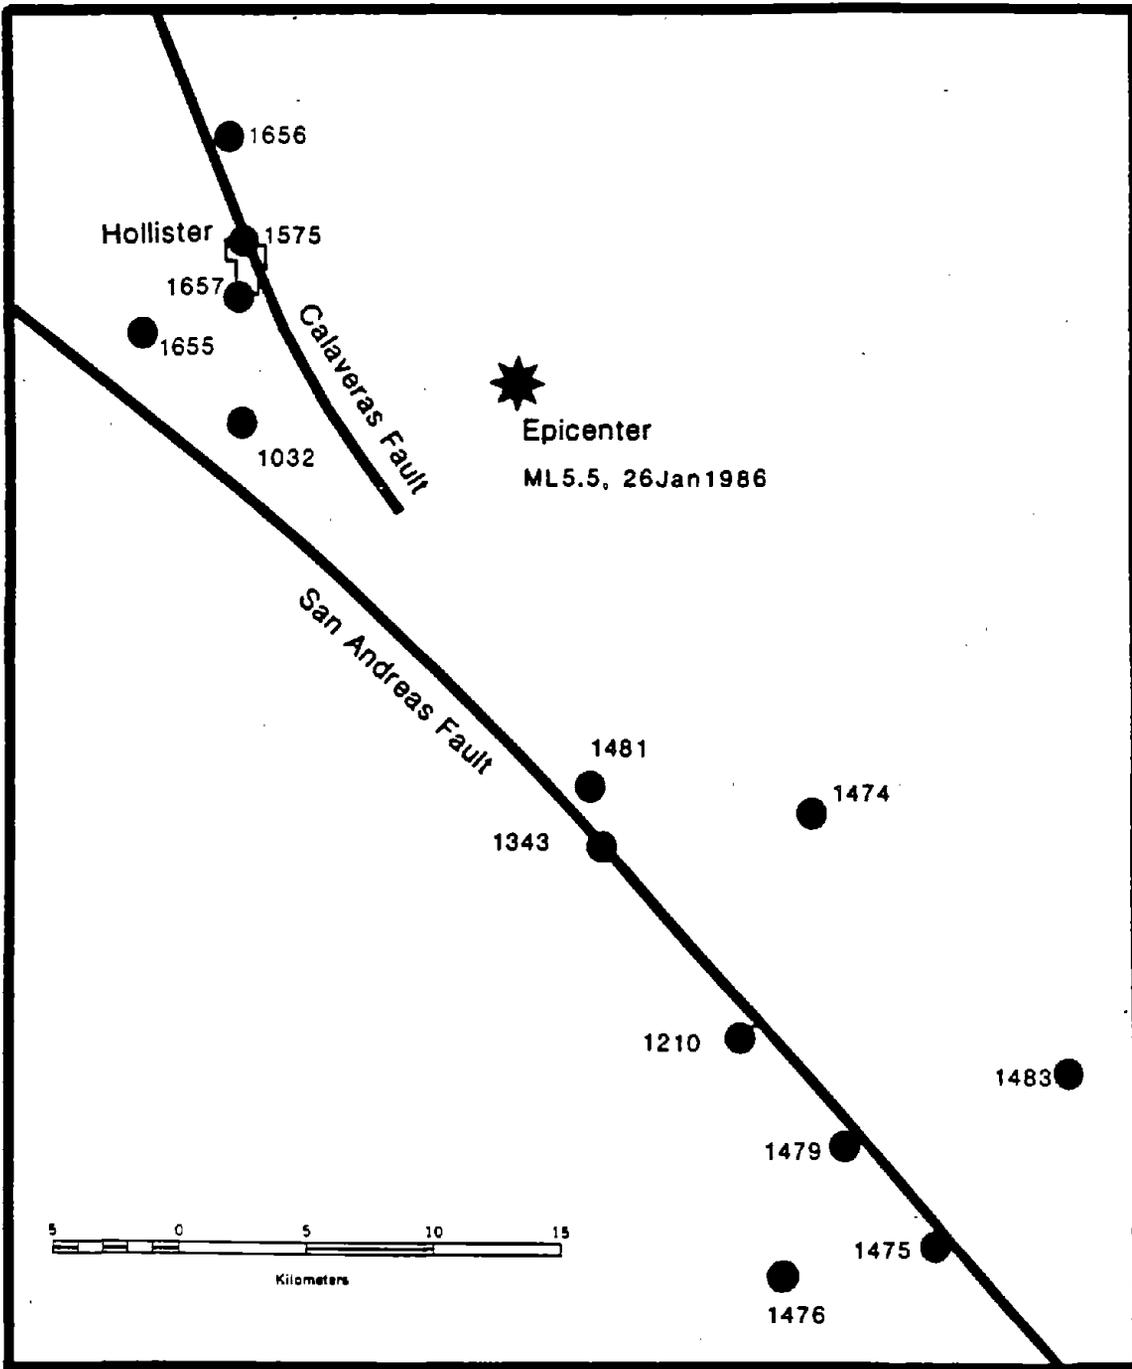 1656
Hollister
1575
1657
1655
Calaveras Fault
1032
Epicenter
ML5.5, 26Jan1986
San Andreas Fault
1481
1474
1343
1210
1483
1479
5 0 5 10 15
1475
Kilometers
1476